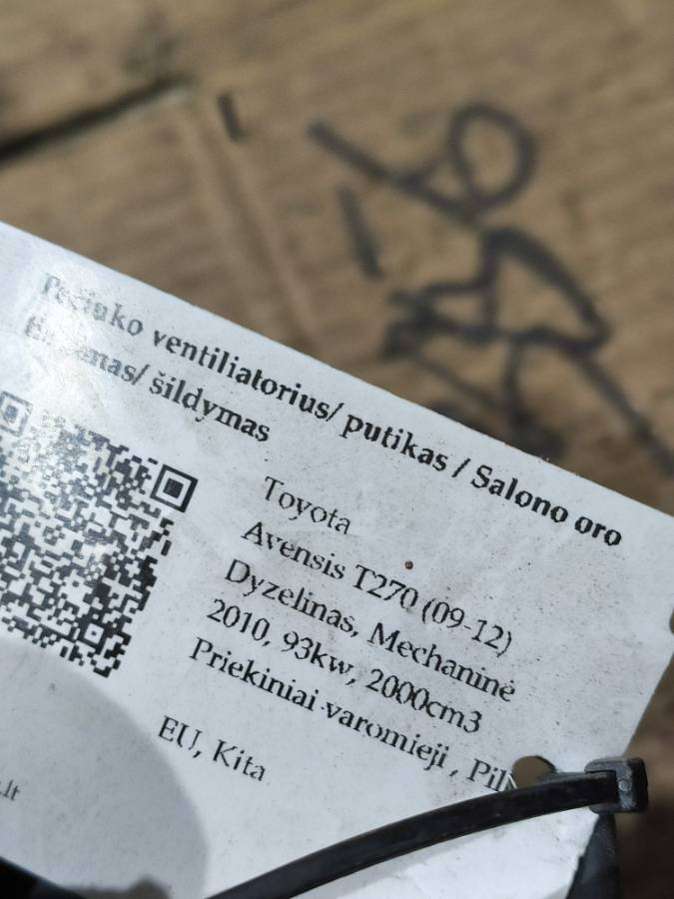 ventiliatorius/ putikas / Salono oro
šildymas
Toyota
Avensis T270 (09-12)
Dyzelinas, Mechaninė
2010, 93kw, 2000cm3
Priekiniai varomieji ,
EU, Kita